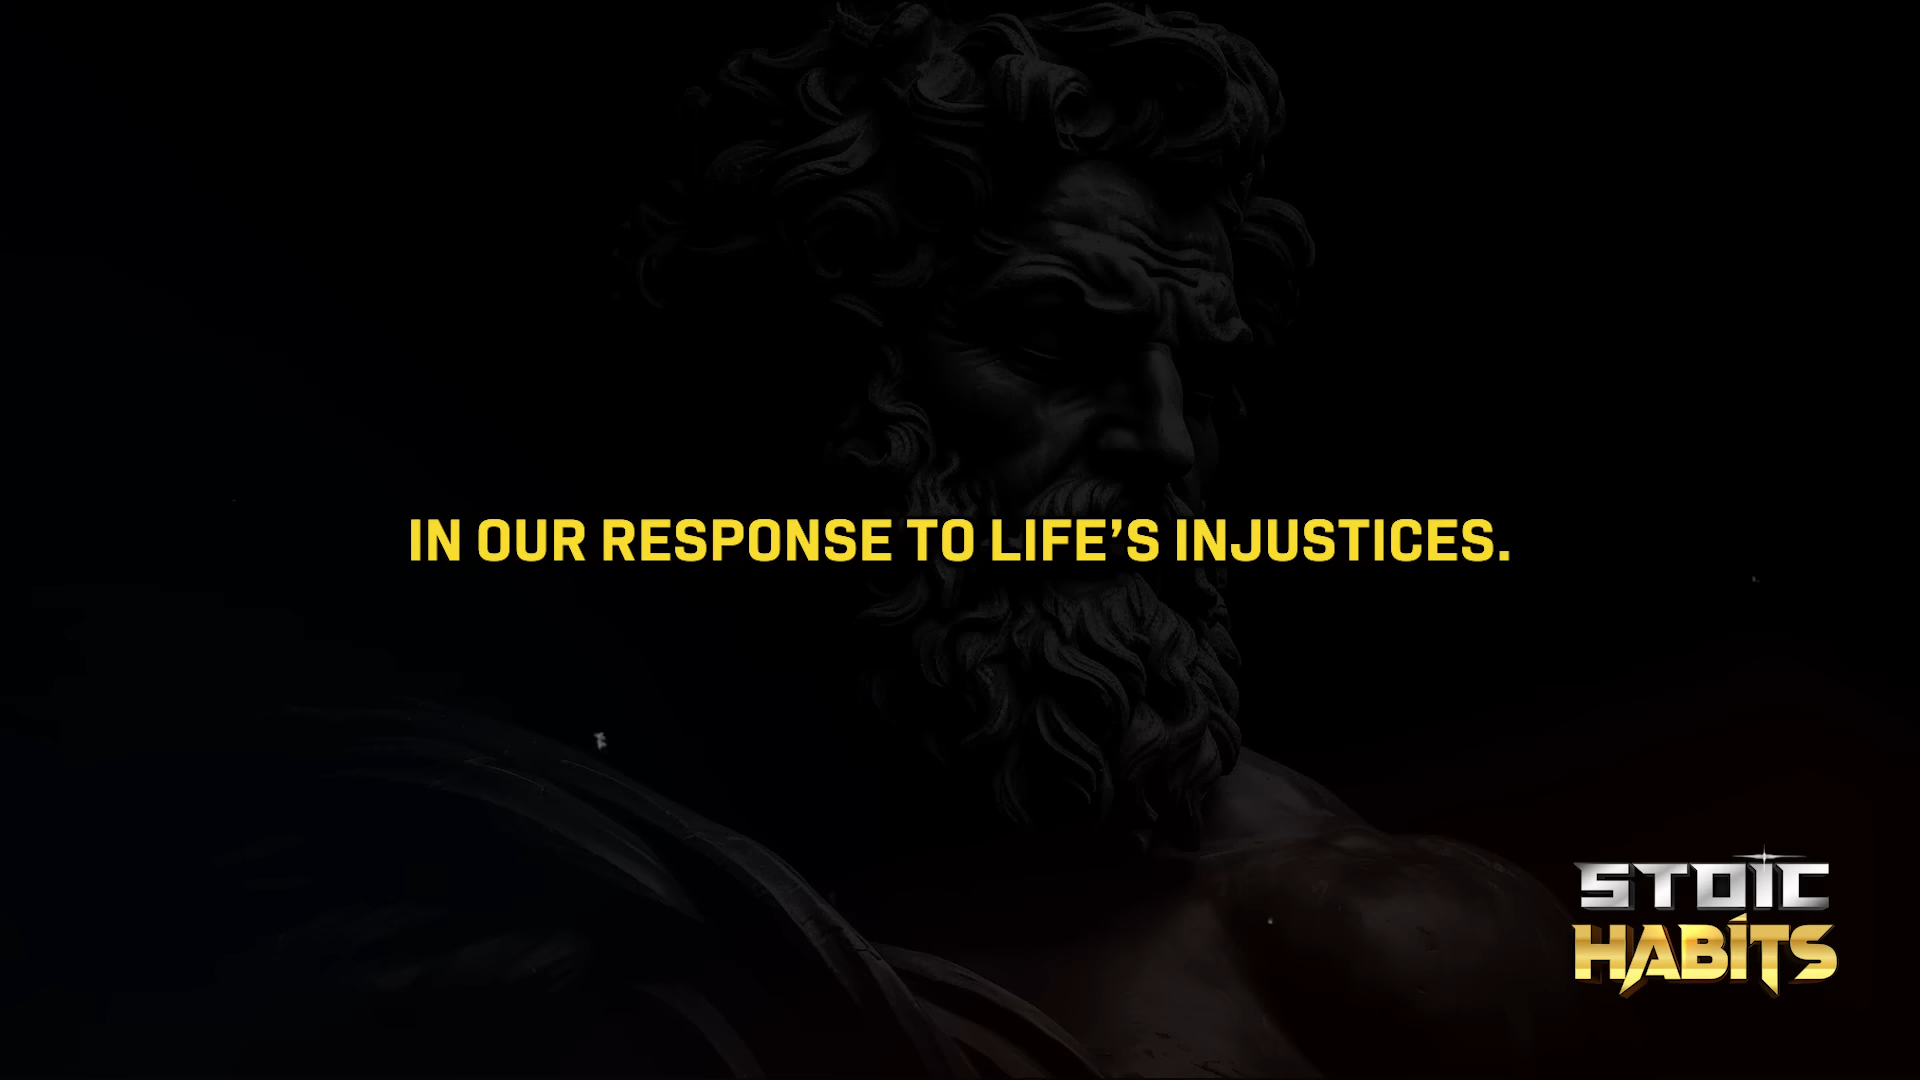 IN OUR RESPONSE TO LIFE’S INJUSTICES.
STOIC
HABITS